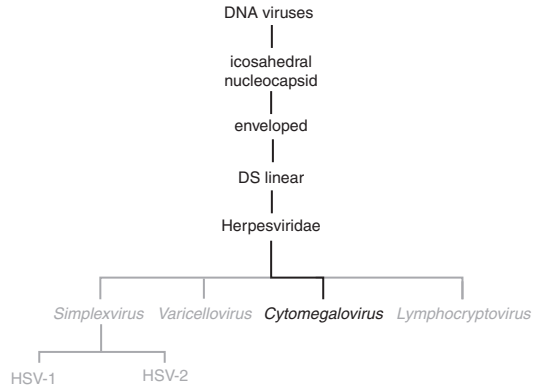 DNA viruses
icosahedral
nucleocapsid
enveloped
DS linear
Herpesviridae
Simplexvirus Varicellovirus Cytomegalovirus Lymphocryptovirus
HSV-1 HSV-2